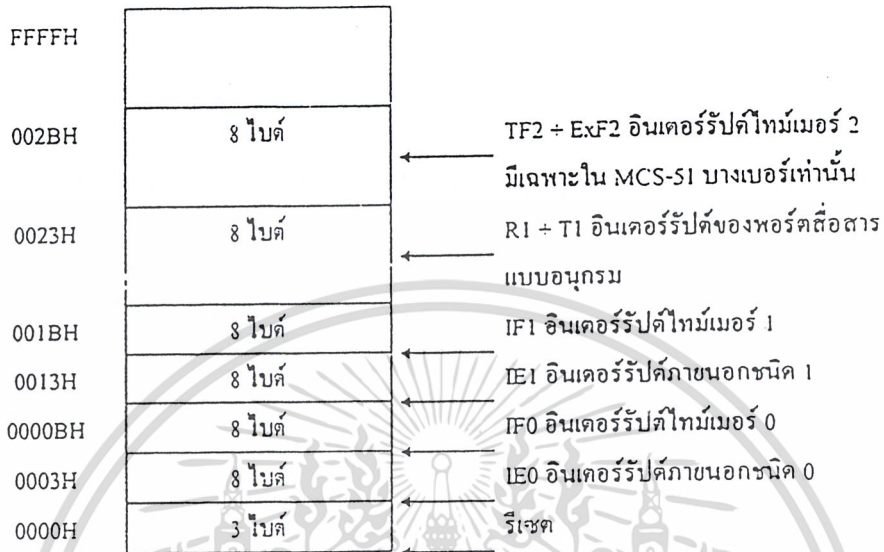 FFFFH
002BH 8 ไบต์ TF2 + ExF2 อินเตอร์รัปต์ไทม์เมอร์ 2
มีเฉพาะใน MCS-51 บางเบอร์เท่านั้น
0023H 8 ไบต์ R1 + T1 อินเตอร์รัปต์ของพอร์ตสื่อสาร
แบบอนุกรม
001BH 8 ไบต์ IF1 อินเตอร์รัปต์ไทม์เมอร์ 1
0013H 8 ไบต์ IE1 อินเตอร์รัปต์ภายนอกชนิด 1
0000BH 8 ไบต์ IF0 อินเตอร์รัปต์ไทม์เมอร์ 0
0003H 8 ไบต์ IE0 อินเตอร์รัปต์ภายนอกชนิด 0
0000H 3 ไบต์ รีเซต